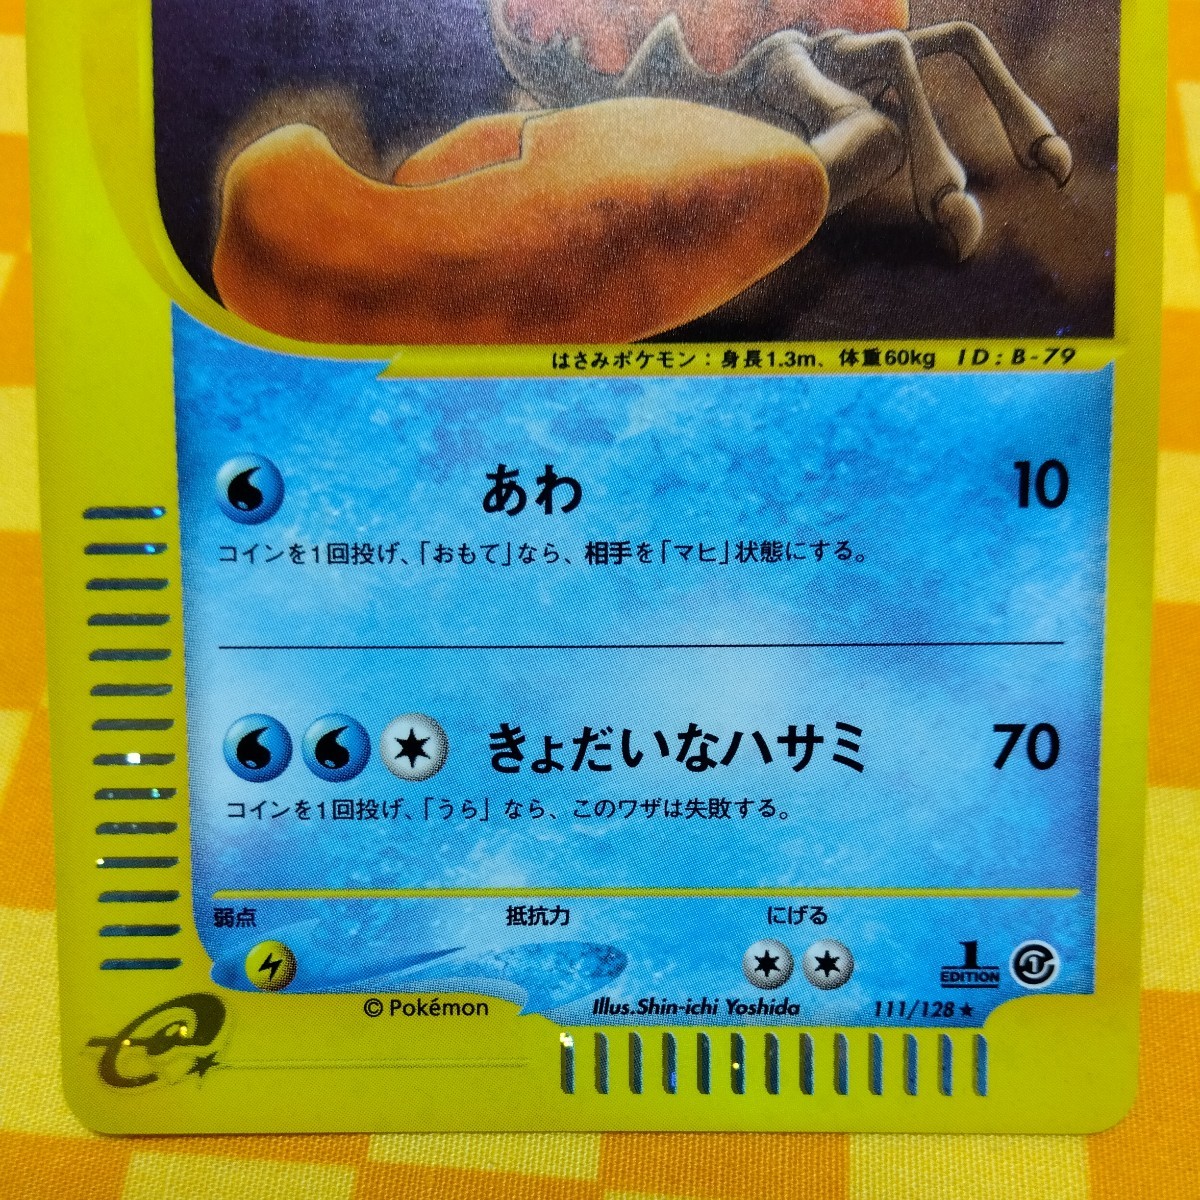 はさみポケモン：身長1.3m、体重60kg ID:B-79
あわ 10
コインを1回投げ、「おもて」なら、相手を「マヒ」状態にする。
きょだいなハサミ 70
コインを1回投げ、「うら」なら、このワザは失敗する。
弱点 抵抗力 にげる
1 EDITION
© Pokémon Illus.Shin-ichi Yoshida 111/128 ★